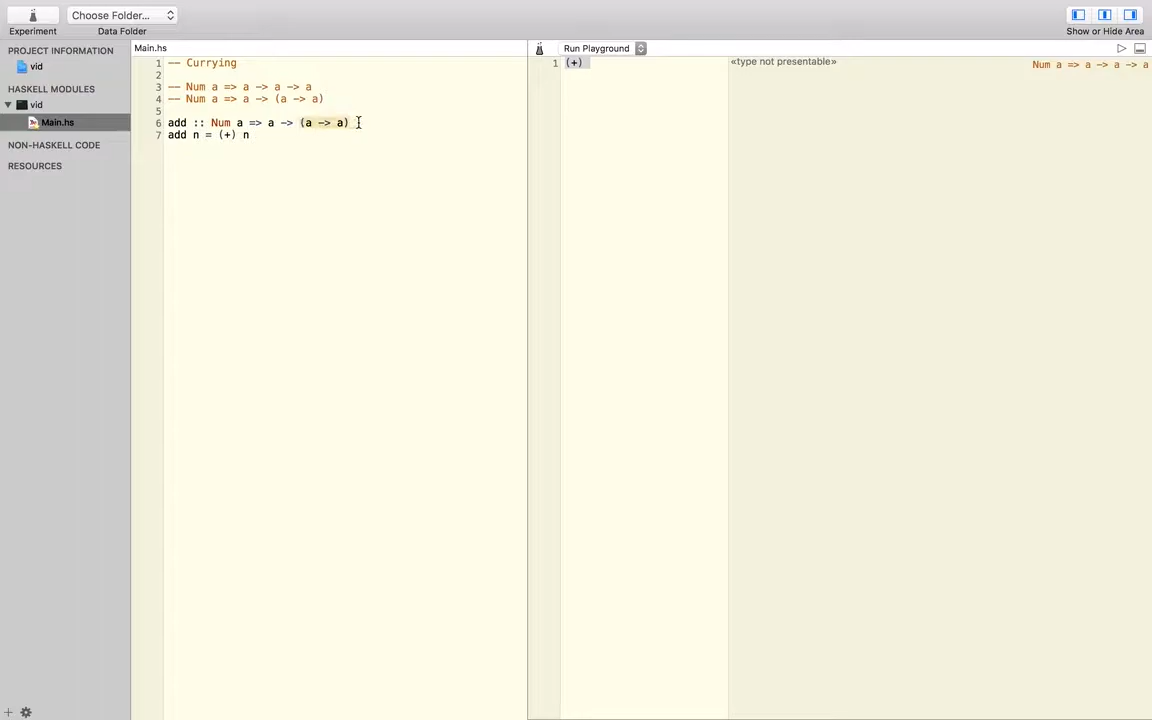 Choose Folder...
Experiment
Data Folder
Show or Hide Area
PROJECT INFORMATION
vid
HASKELL MODULES
vid
Main.hs
NON-HASKELL CODE
RESOURCES
Main.hs
1 -- Currying
2
3 -- Num a => a -> a -> a
4 -- Num a => a -> (a -> a)
5
6 add :: Num a => a -> (a -> a)
7 add n = (+) n
Run Playground
1 (+)
«type not presentable»
Num a => a -> a -> a